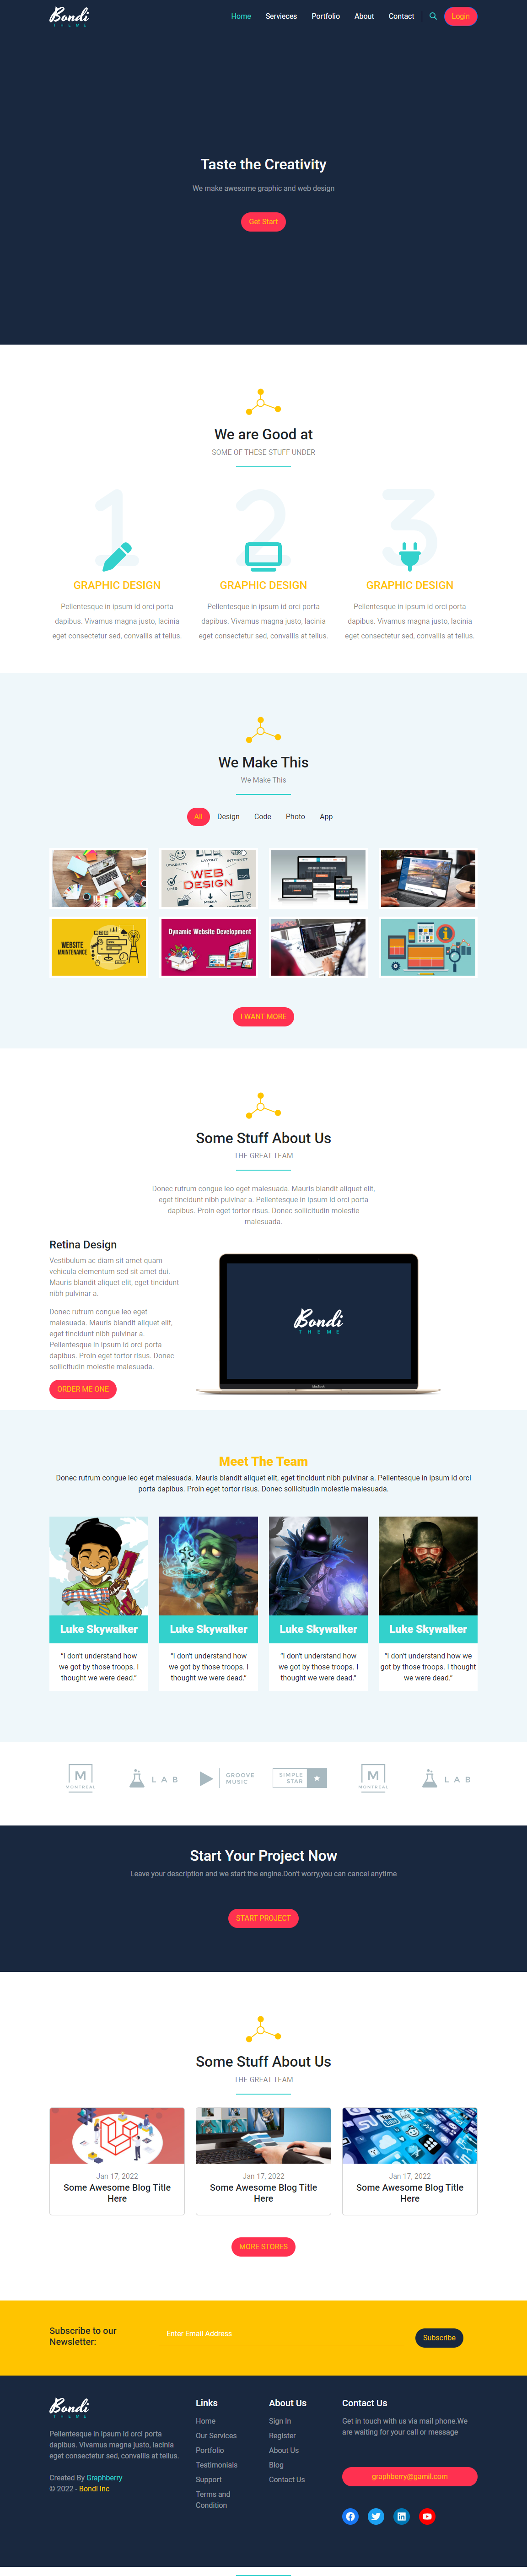 Bondi
THEME
Home Servieces Portfolio About Contact Login
Taste the Creativity
We make awesome graphic and web design
Get Start
We are Good at
SOME OF THESE STUFF UNDER
1 2 3
GRAPHIC DESIGN GRAPHIC DESIGN GRAPHIC DESIGN
Pellentesque in ipsum id orci porta
dapibus. Vivamus magna justo, lacinia
eget consectetur sed, convallis at tellus.
Pellentesque in ipsum id orci porta
dapibus. Vivamus magna justo, lacinia
eget consectetur sed, convallis at tellus.
Pellentesque in ipsum id orci porta
dapibus. Vivamus magna justo, lacinia
eget consectetur sed, convallis at tellus.
We Make This
We Make This
All Design Code Photo App
LAYOUT
INTERNET
WEB
DESIGN
CMS
WEBSITE
MAINTENANCE
Dynamic Website Development
I WANT MORE
Some Stuff About Us
THE GREAT TEAM
Donec rutrum congue leo eget malesuada. Mauris blandit aliquet elit,
eget tincidunt nibh pulvinar a. Pellentesque in ipsum id orci porta
dapibus. Proin eget tortor risus. Donec sollicitudin molestie
malesuada.
Retina Design
Vestibulum ac diam sit amet quam
vehicula elementum sed sit amet dui.
Mauris blandit aliquet elit, eget tincidunt
nibh pulvinar a.
Donec rutrum congue leo eget
malesuada. Mauris blandit aliquet elit,
eget tincidunt nibh pulvinar a.
Pellentesque in ipsum id orci porta
dapibus. Proin eget tortor risus. Donec
sollicitudin molestie malesuada.
ORDER ME ONE
Bondi
THEME
Meet The Team
Donec rutrum congue leo eget malesuada. Mauris blandit aliquet elit, eget tincidunt nibh pulvinar a. Pellentesque in ipsum id orci
porta dapibus. Proin eget tortor risus. Donec sollicitudin molestie malesuada.
Luke Skywalker
"I don't understand how
we got by those troops. I
thought we were dead."
Luke Skywalker
"I don't understand how
we got by those troops. I
thought we were dead."
Luke Skywalker
"I don't understand how
we got by those troops. I
thought we were dead."
Luke Skywalker
"I don't understand how we
got by those troops. I thought
we were dead."
M
MONTREAL
LAB
GROOVE
MUSIC
SIMPLE
STAR
M
MONTREAL
LAB
Start Your Project Now
Leave your description and we start the engine.Don't worry,you can cancel anytime
START PROJECT
Some Stuff About Us
THE GREAT TEAM
Jan 17, 2022
Some Awesome Blog Title
Here
Jan 17, 2022
Some Awesome Blog Title
Here
Jan 17, 2022
Some Awesome Blog Title
Here
MORE STORES
Subscribe to our
Newsletter:
Enter Email Address
Subscribe
Bondi
THEME
Pellentesque in ipsum id orci porta
dapibus. Vivamus magna justo, lacinia
eget consectetur sed, convallis at tellus.
Created By Graphberry
© 2022 - Bondi Inc
Links
Home
Our Services
Portfolio
Testimonials
Support
Terms and
Condition
About Us
Sign In
Register
About Us
Blog
Contact Us
Contact Us
Get in touch with us via mail phone.We
are waiting for your call or message
graphberry@gamil.com